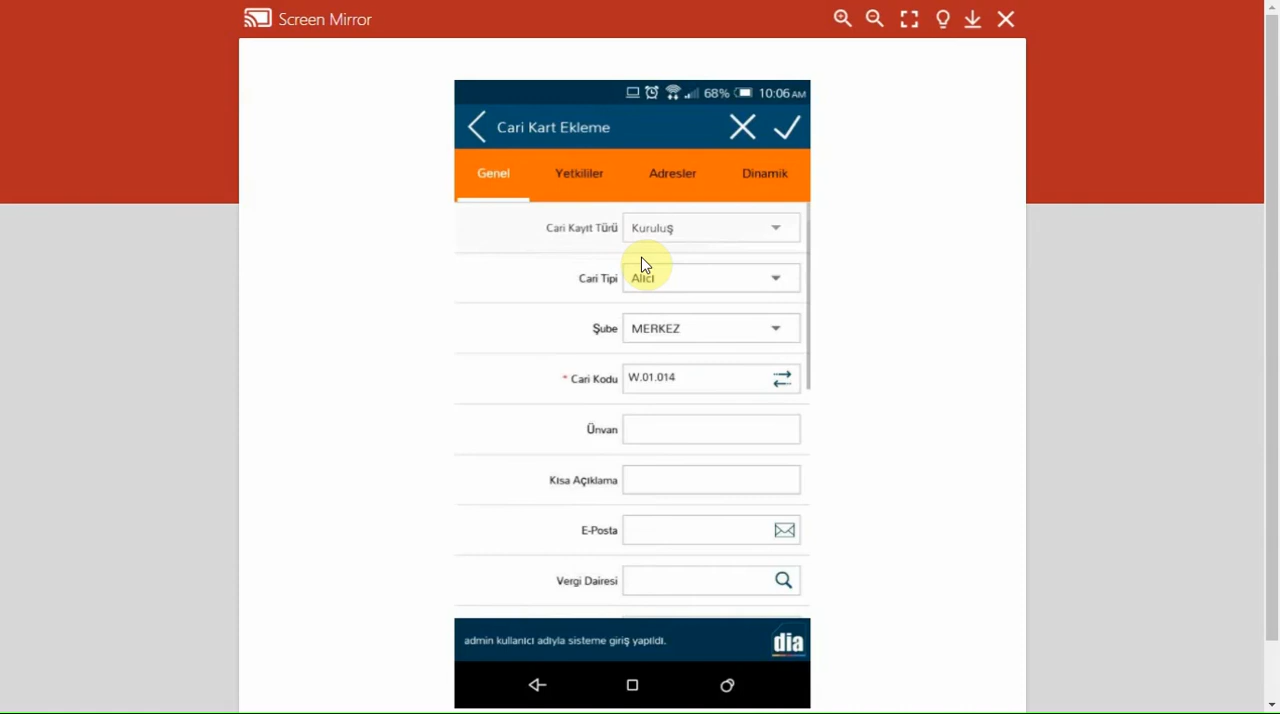 Screen Mirror
68% 10:06 AM
Cari Kart Ekleme
Genel Yetkililer Adresler Dinamik
Cari Kayıt Türü Kuruluş
Cari Tipi Alıcı
Şube MERKEZ
* Cari Kodu W.01.014
Ünvan
Kısa Açıklama
E-Posta
Vergi Dairesi
admin kullanıcı adıyla sisteme giriş yapıldı.
dia